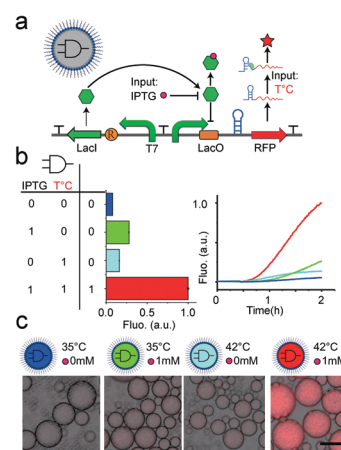 a
Input:
IPTG
Input:
T°C
LacI
R
T7
LacO
RFP
b
IPTG T°C
0 0 0
1 0 0
0 1 0
1 1 1
0.0 0.5 1.0
Fluo. (a.u.)
1.0
Fluo. (a.u.)
0.0
0 1 2
Time(h)
c
35°C
0mM
35°C
1mM
42°C
0mM
42°C
1mM